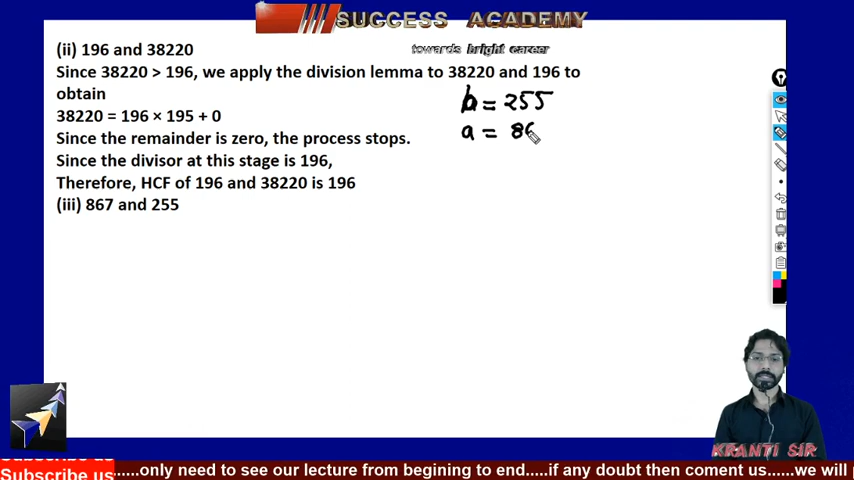 SUCCESS ACADEMY
towards bright career
(ii) 196 and 38220
Since 38220 > 196, we apply the division lemma to 38220 and 196 to
obtain
38220 = 196 × 195 + 0
Since the remainder is zero, the process stops.
Since the divisor at this stage is 196,
Therefore, HCF of 196 and 38220 is 196
(iii) 867 and 255
b = 255
a = 86
KRANTI SIR
Subscribe us
......only need to see our lecture from begining to end.....if any doubt then coment us......we will